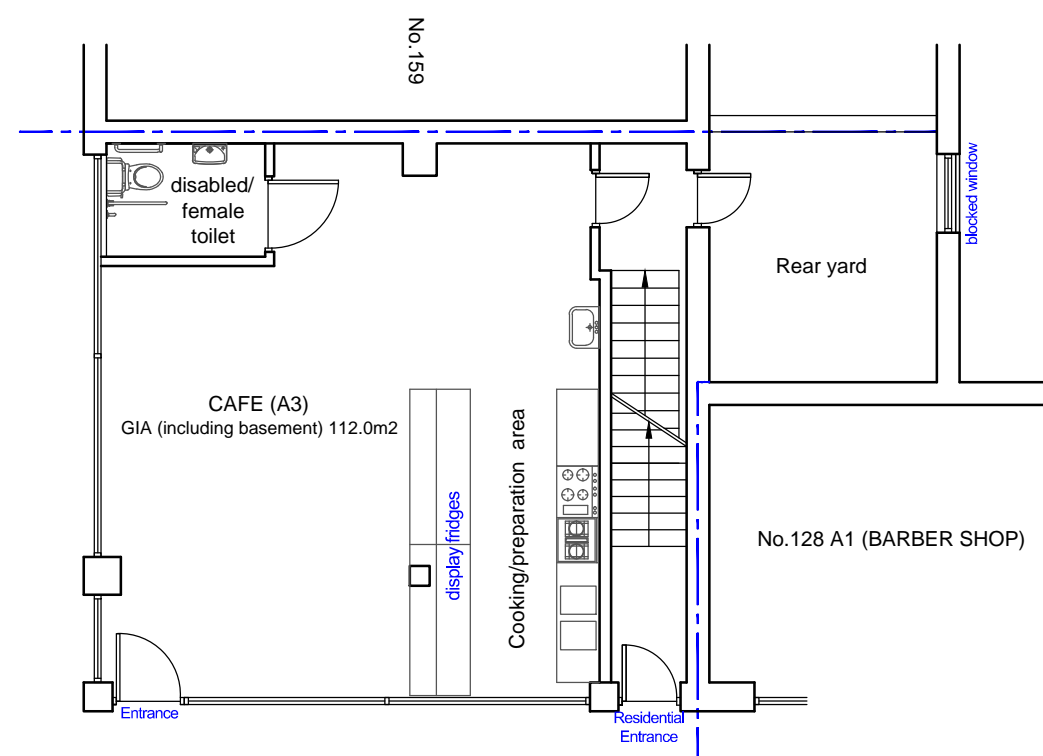 No.159
disabled/
female
toilet
blocked window
Rear yard
CAFE (A3)
GIA (including basement) 112.0m2
display fridges
Cooking/preparation area
No.128 A1 (BARBER SHOP)
Entrance
Residential
Entrance